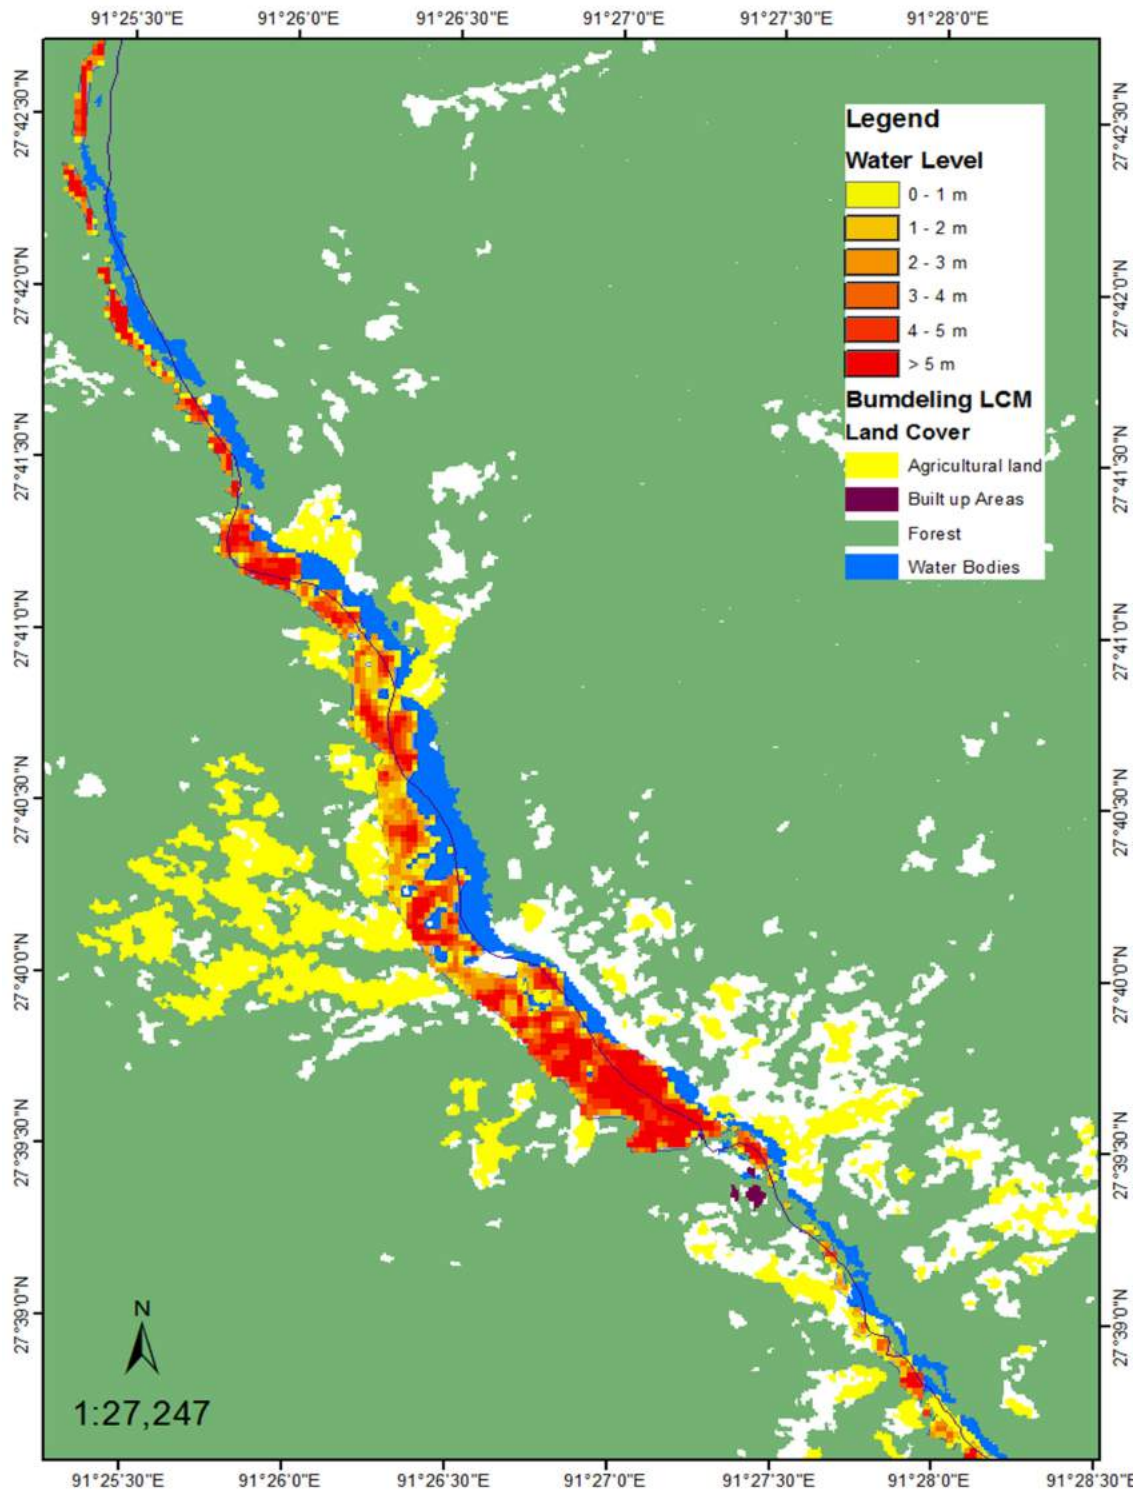 91°25'30"E 91°26'0"E 91°26'30"E 91°27'0"E 91°27'30"E 91°28'0"E
27°42'30"N
27°42'0"N
27°41'30"N
27°41'0"N
27°40'30"N
27°40'0"N
27°39'30"N
27°39'0"N
Legend
Water Level
0 - 1 m
1 - 2 m
2 - 3 m
3 - 4 m
4 - 5 m
> 5 m
Bumdeling LCM
Land Cover
Agricultural land
Built up Areas
Forest
Water Bodies
27°42'30"N
27°42'0"N
27°41'30"N
27°41'0"N
27°40'30"N
27°40'0"N
27°39'30"N
27°39'0"N
N
1:27,247
91°25'30"E 91°26'0"E 91°26'30"E 91°27'0"E 91°27'30"E 91°28'0"E 91°28'30"E